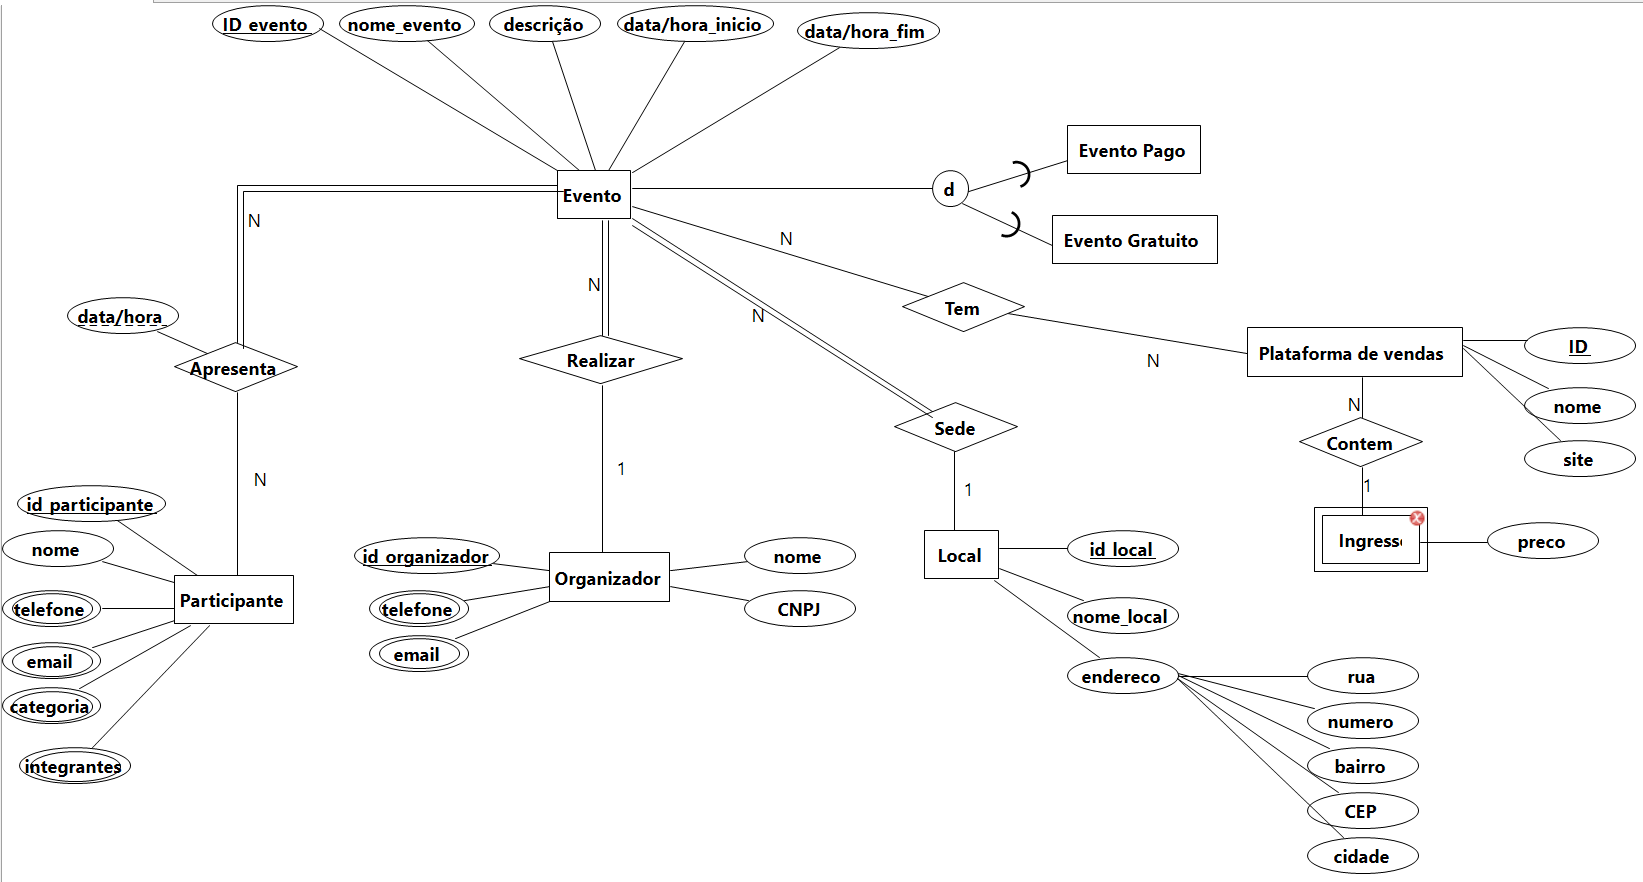 ID_evento
nome_evento
descrição
data/hora_inicio
data/hora_fim
Evento Pago
d
Evento
N
Evento Gratuito
N
N
Tem
data/hora
N
Plataforma de vendas
ID
Realizar
N
Apresenta
N
nome
1
Sede
Contem
site
1
N
1
id_participante
Ingresso
preco
nome
id_organizador
nome
Local
id_local
Organizador
Participante
telefone
telefone
CNPJ
nome_local
email
email
categoria
endereco
rua
numero
integrantes
bairro
CEP
cidade